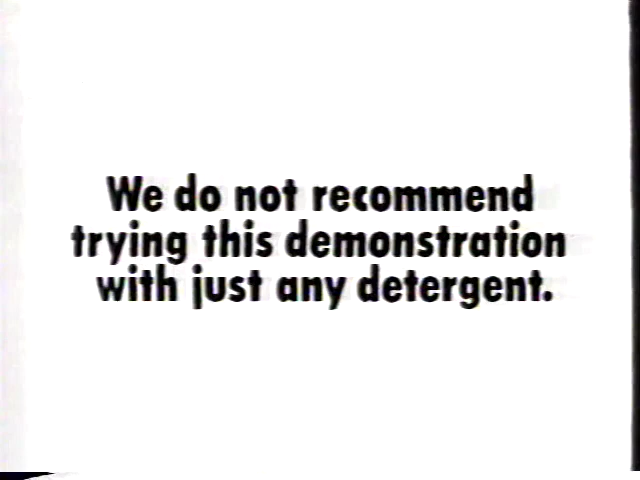 We do not recommend
trying this demonstration
with just any detergent.